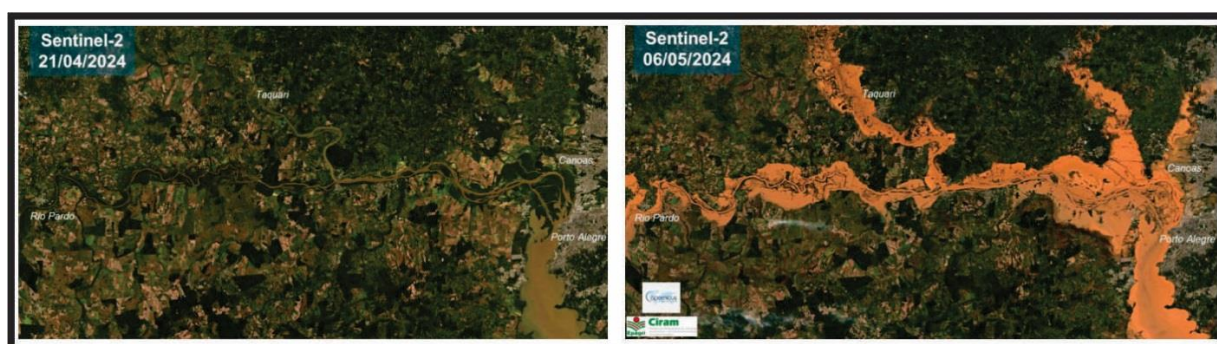 Sentinel-2
21/04/2024
Taquari
Canoas
Rio Pardo
Porto Alegre
Sentinel-2
06/05/2024
Taquari
Canoas
Rio Pardo
Porto Alegre
Ciram